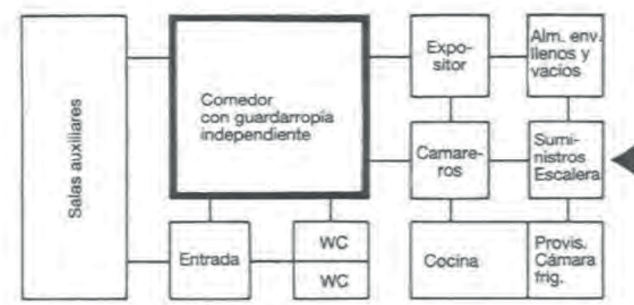 Salas auxiliares
Comedor
con guardarropía
independiente
Expo-
sitor
Alm. env.
llenos y
vacíos
Camare-
ros
Sumi-
nistros
Escalera
Entrada
WC
WC
Cocina
Provis.
Cámara
frig.